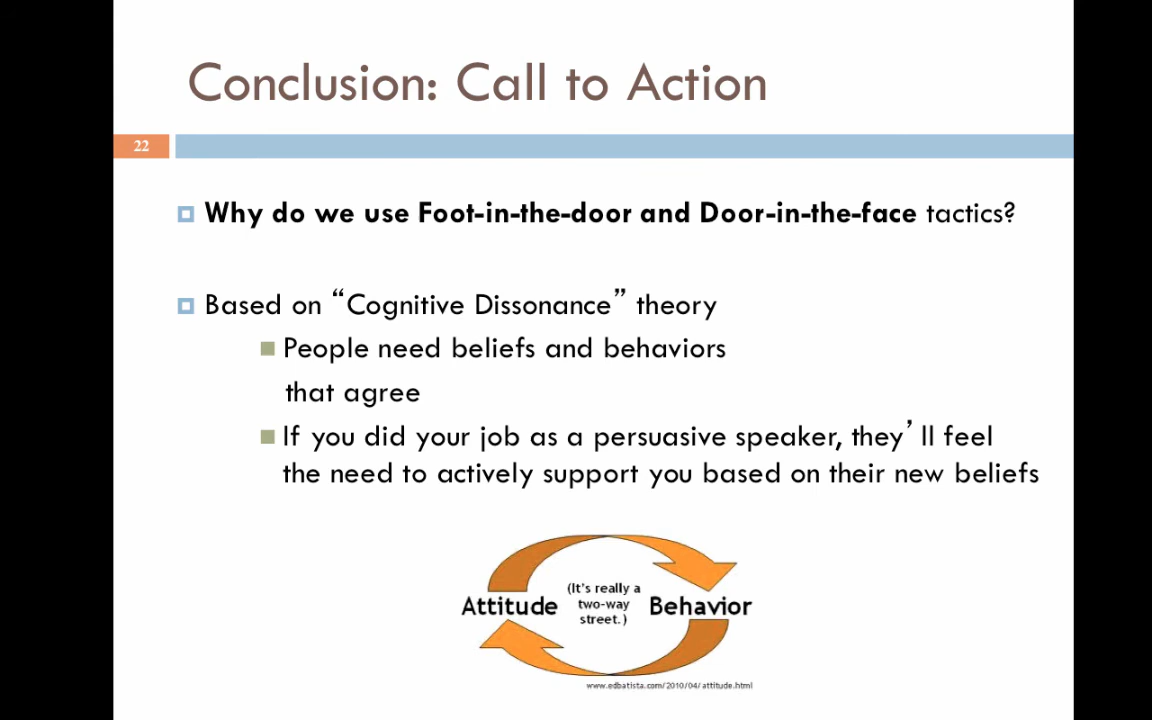 Conclusion: Call to Action
22
Why do we use Foot-in-the-door and Door-in-the-face tactics?
Based on “Cognitive Dissonance” theory
People need beliefs and behaviors
that agree
If you did your job as a persuasive speaker, they’ll feel
the need to actively support you based on their new beliefs
Attitude
(It's really a
two-way
street.)
Behavior
www.edbatista.com/2010/04/attitude.html